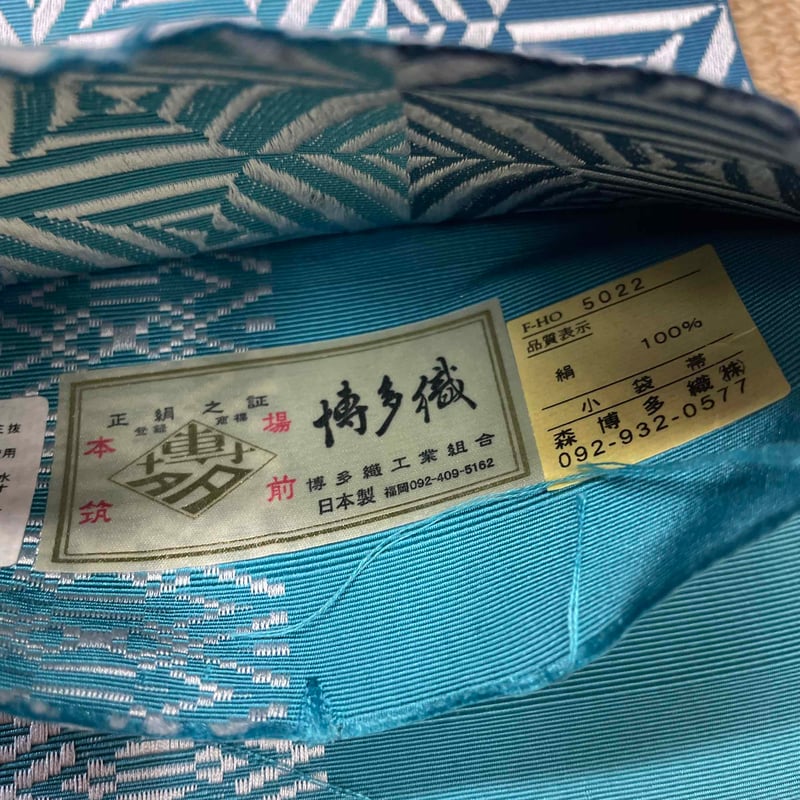 正絹之証
登録 商標
本場
筑前
博多
博多織
博多織工業組合
日本製 福岡092-409-5162
F-HO 5022
品質表示
絹 100%
小袋帯
森博多織㈱
092-932-0577